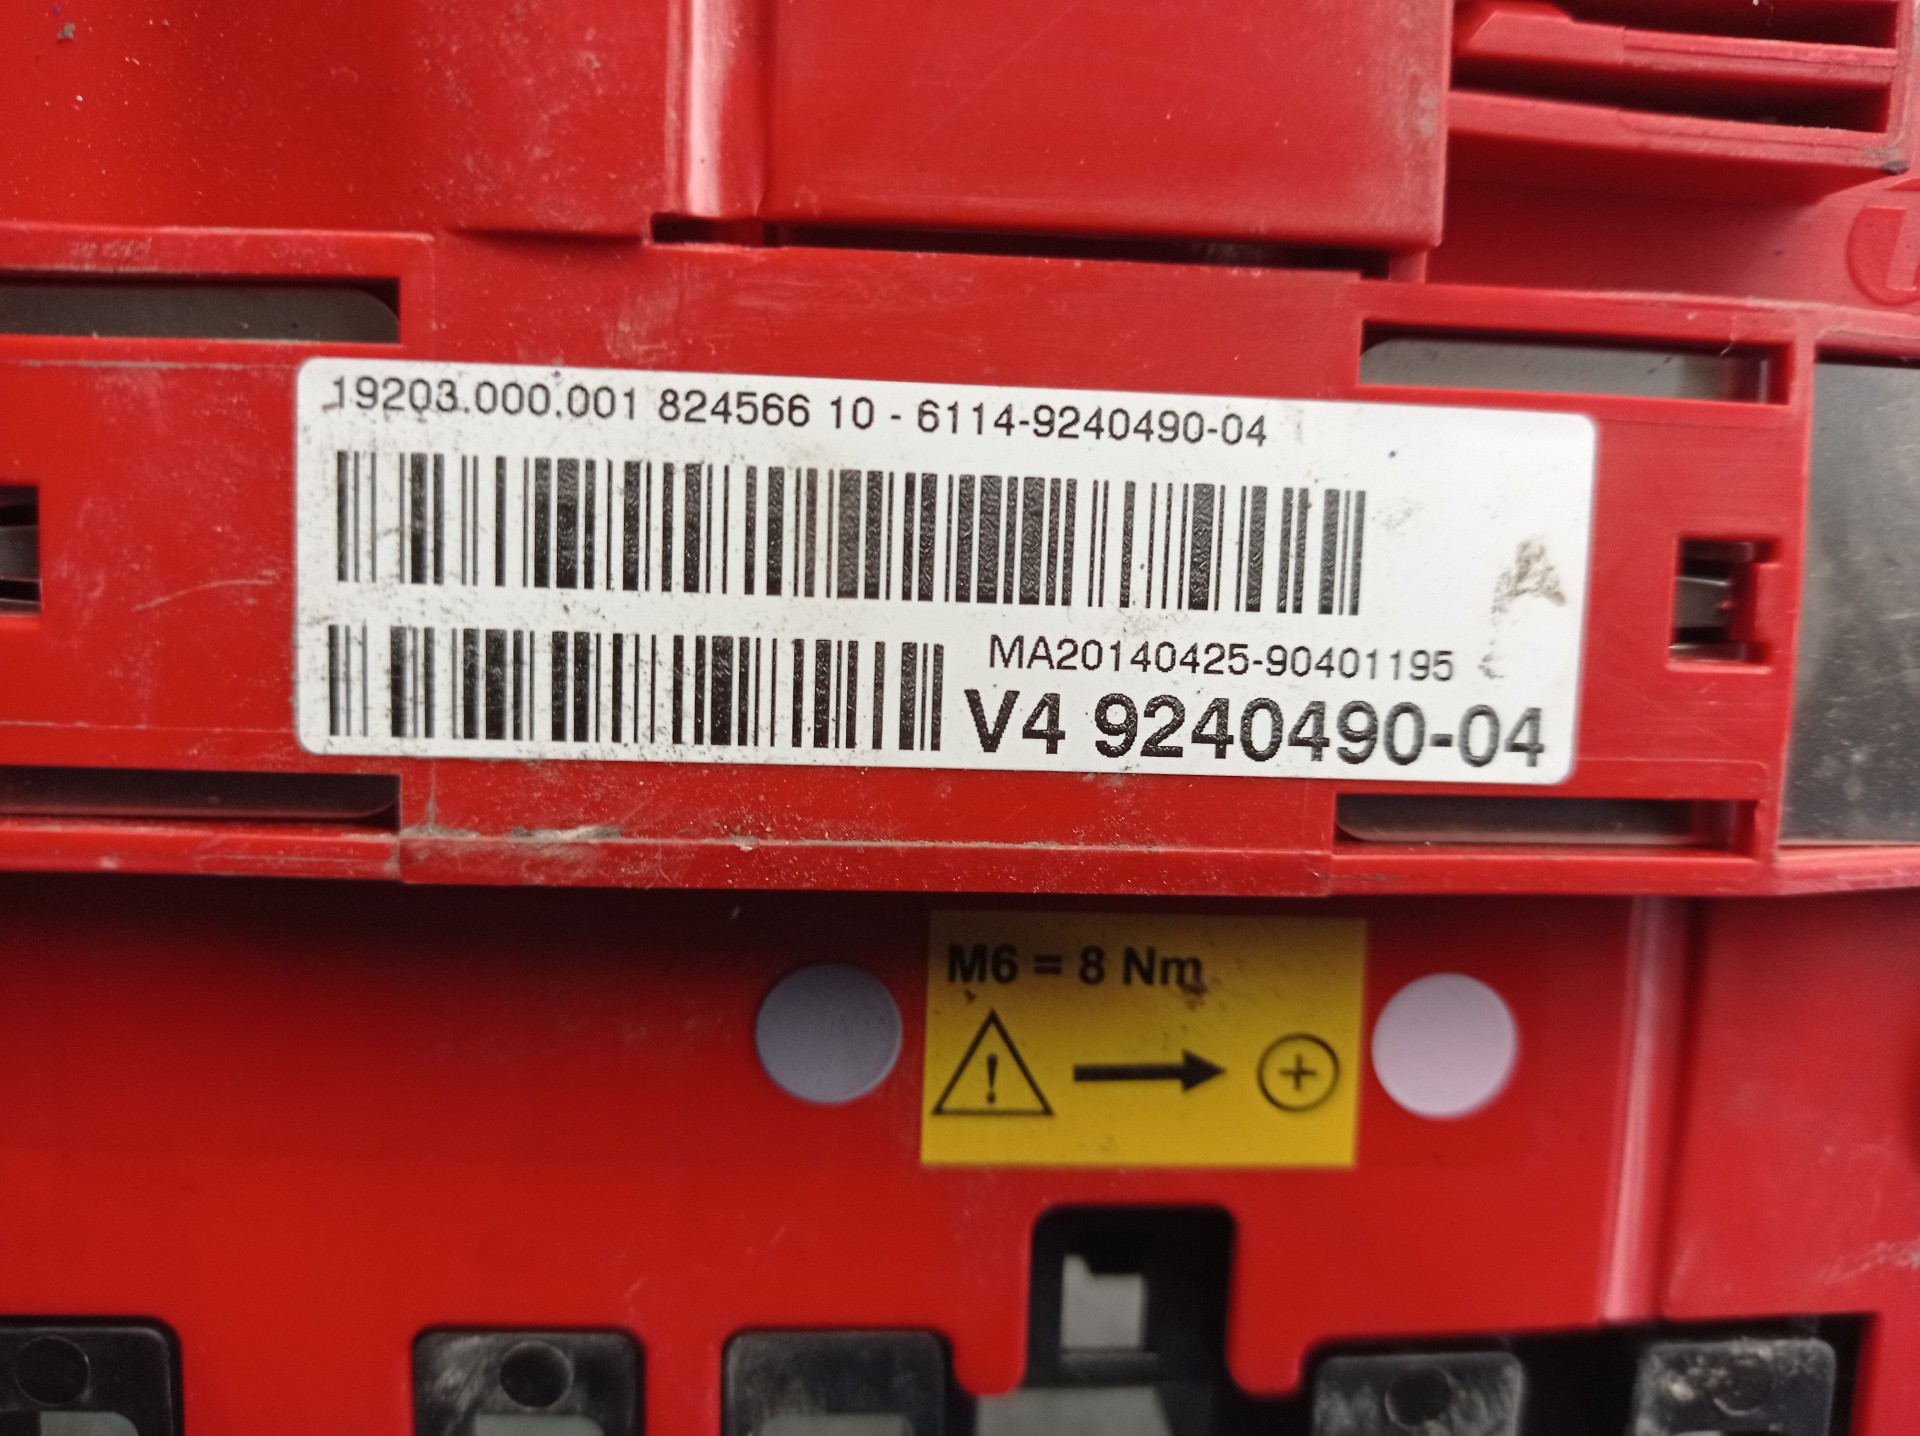 19203.000.001 824566 10 - 6114-9240490-04
MA20140425-90401195
V4 9240490-04
M6 = 8 Nm